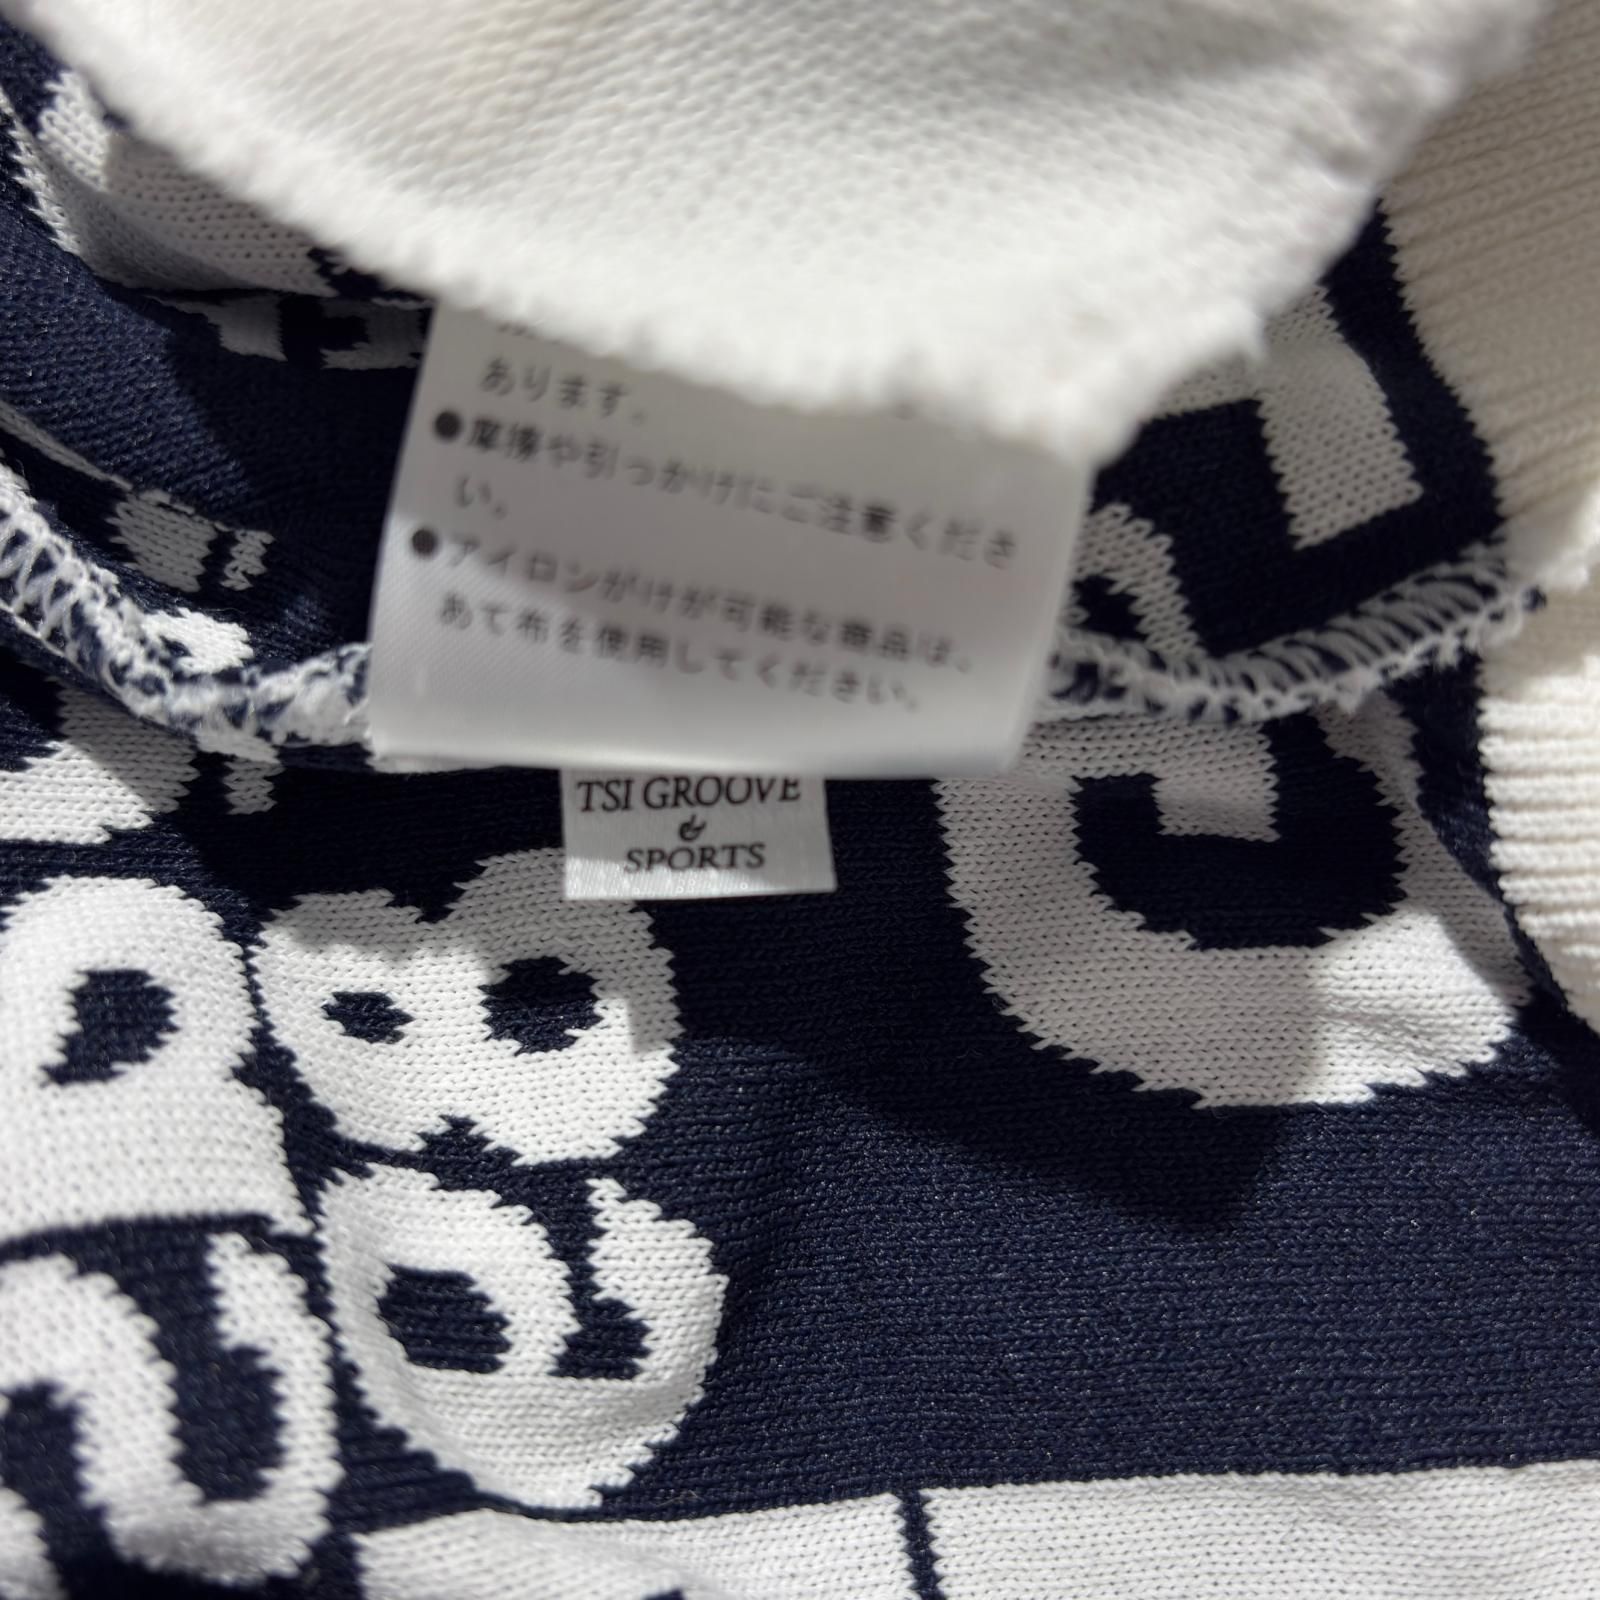 あります。
●摩擦や引っかけにご注意くださ
い。
●アイロンがけが可能な商品は、
あて布を使用してください。
TSI GROOVE
&
SPORTS